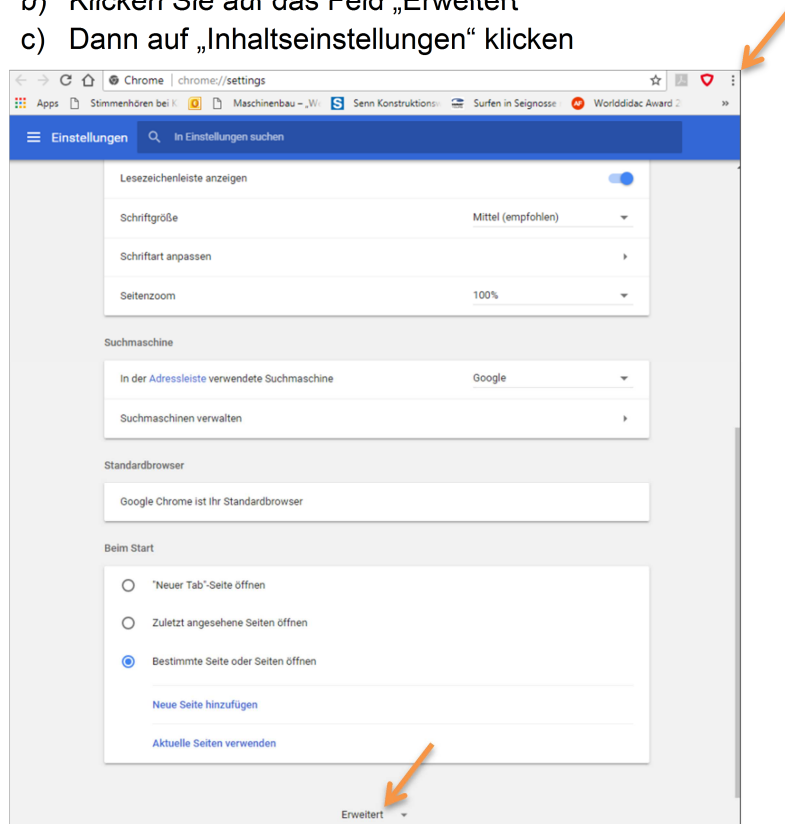 b) Klicken Sie auf das Feld „Erweitert“
c) Dann auf „Inhaltseinstellungen“ klicken
Chrome | chrome://settings
Apps Stimmenhören bei K Maschinenbau – „Wi S Senn Konstruktions Surfen in Seignosse Worlddidac Award 2 »
Einstellungen In Einstellungen suchen
Lesezeichenleiste anzeigen
Schriftgröße Mittel (empfohlen)
Schriftart anpassen
Seitenzoom 100%
Suchmaschine
In der Adressleiste verwendete Suchmaschine Google
Suchmaschinen verwalten
Standardbrowser
Google Chrome ist Ihr Standardbrowser
Beim Start
"Neuer Tab"-Seite öffnen
Zuletzt angesehene Seiten öffnen
Bestimmte Seite oder Seiten öffnen
Neue Seite hinzufügen
Aktuelle Seiten verwenden
Erweitert